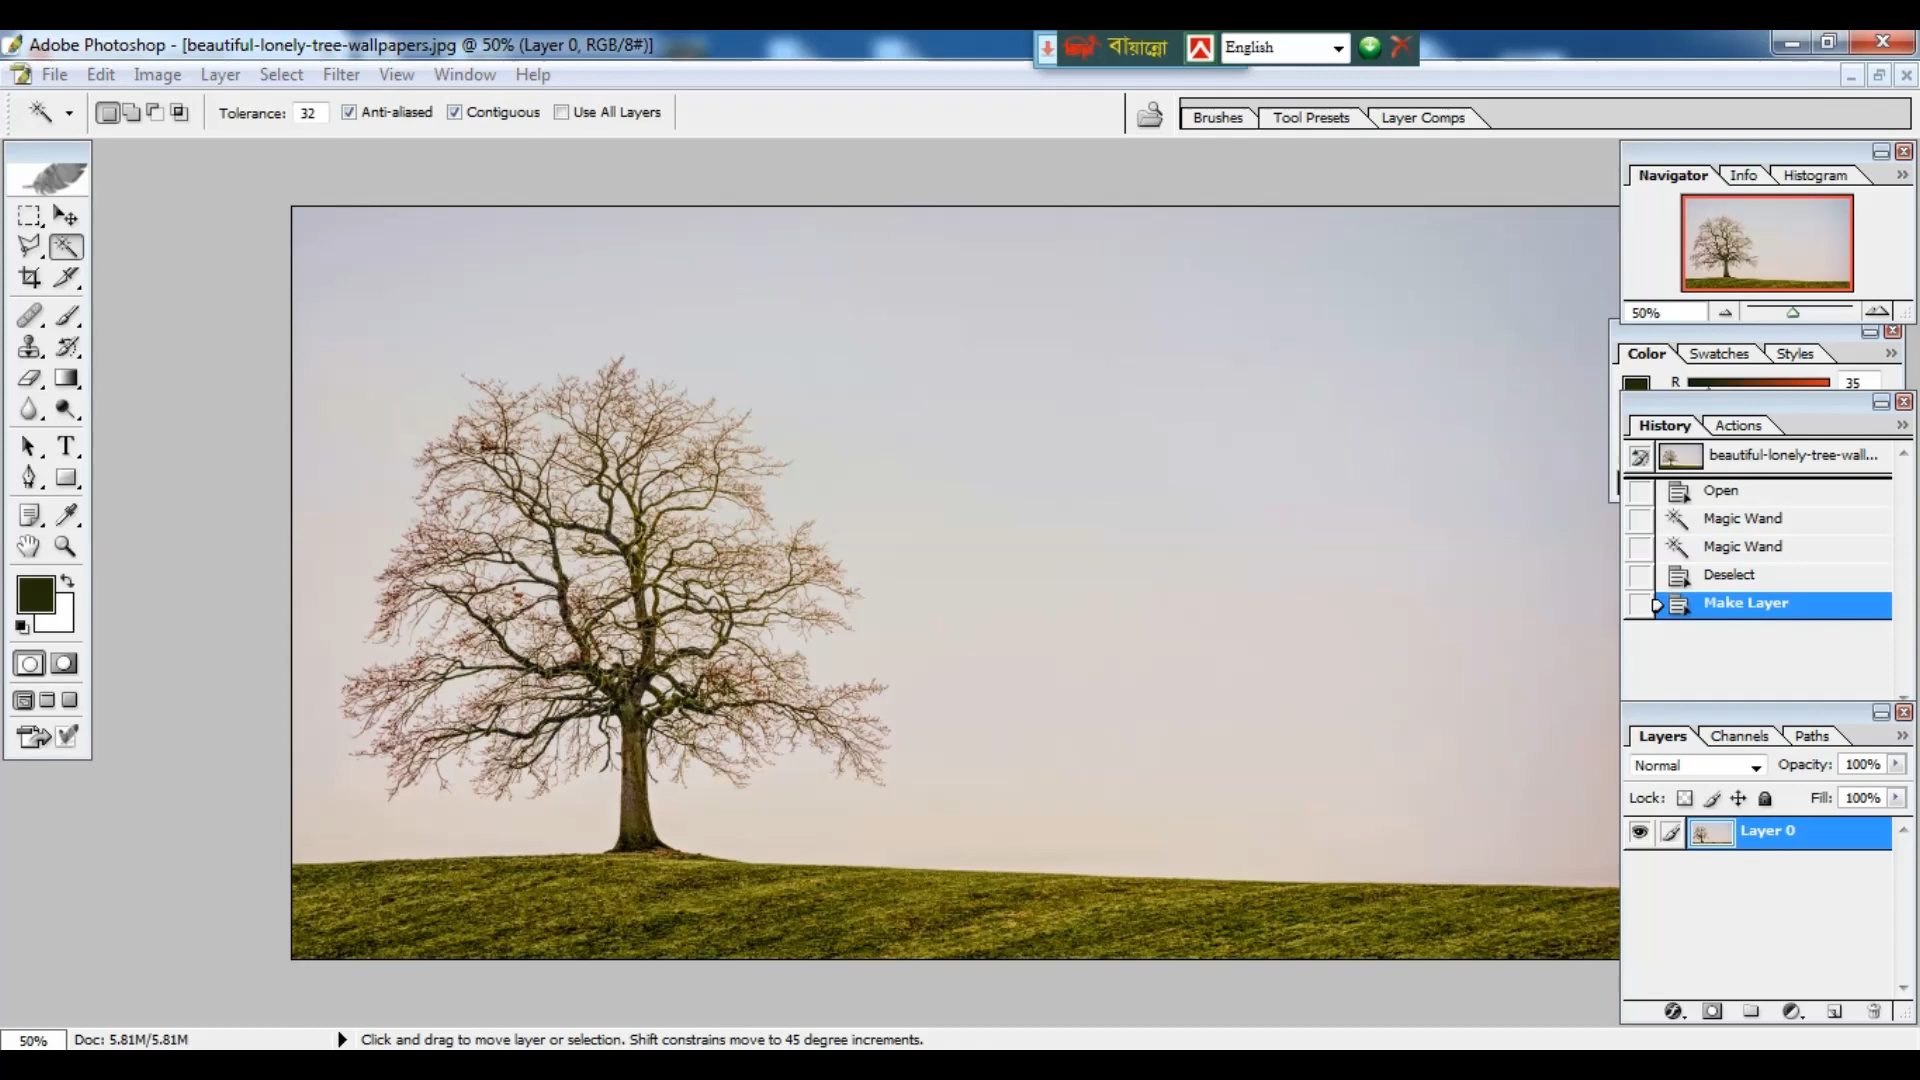 Adobe Photoshop - [beautiful-lonely-tree-wallpapers.jpg @ 50% (Layer 0, RGB/8#)]
বায়ান্নো English
File Edit Image Layer Select Filter View Window Help
Tolerance: 32 Anti-aliased Contiguous Use All Layers
Brushes Tool Presets Layer Comps
Navigator Info Histogram
50%
Color Swatches Styles
R 35
History Actions
beautiful-lonely-tree-wall...
Open
Magic Wand
Magic Wand
Deselect
Make Layer
Layers Channels Paths
Normal Opacity: 100%
Lock: Fill: 100%
Layer 0
50% Doc: 5.81M/5.81M Click and drag to move layer or selection. Shift constrains move to 45 degree increments.